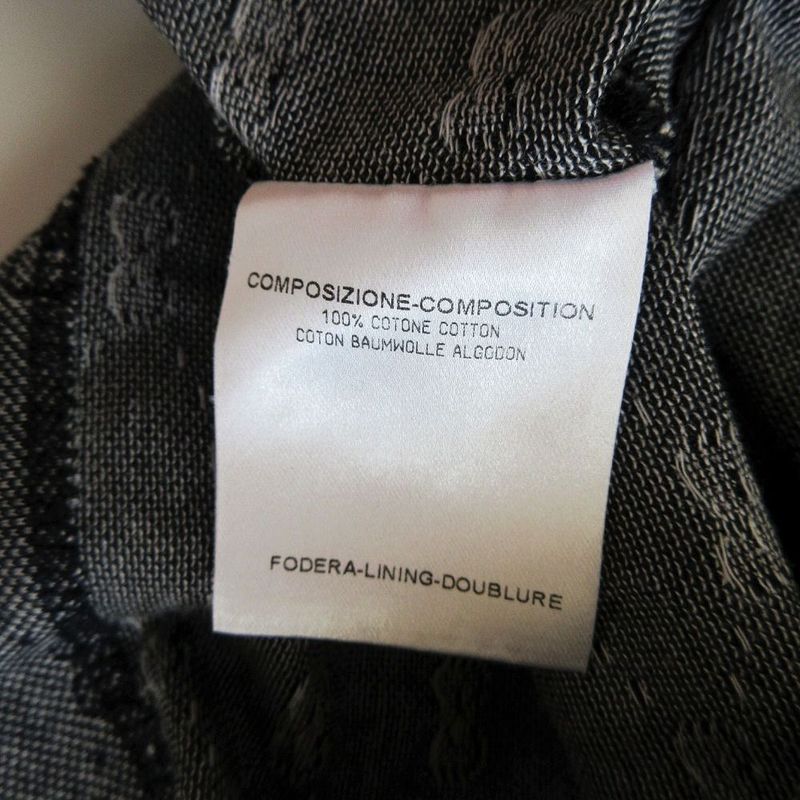 COMPOSIZIONE-COMPOSITION
100% COTONE COTTON
COTON BAUMWOLLE ALGODON
FODERA-LINING-DOUBLURE